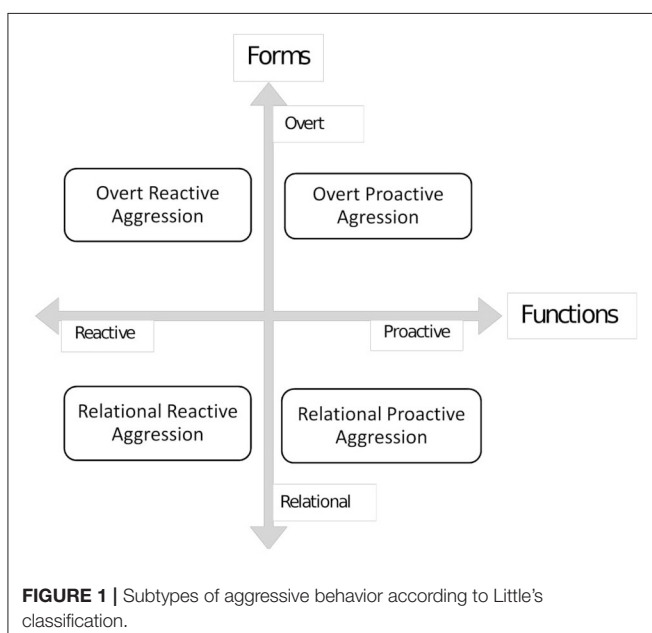 Forms
Overt
Overt Reactive
Aggression
Overt Proactive
Agression
Functions
Reactive
Proactive
Relational Reactive
Aggression
Relational Proactive
Aggression
Relational
FIGURE 1 | Subtypes of aggressive behavior according to Little's
classification.